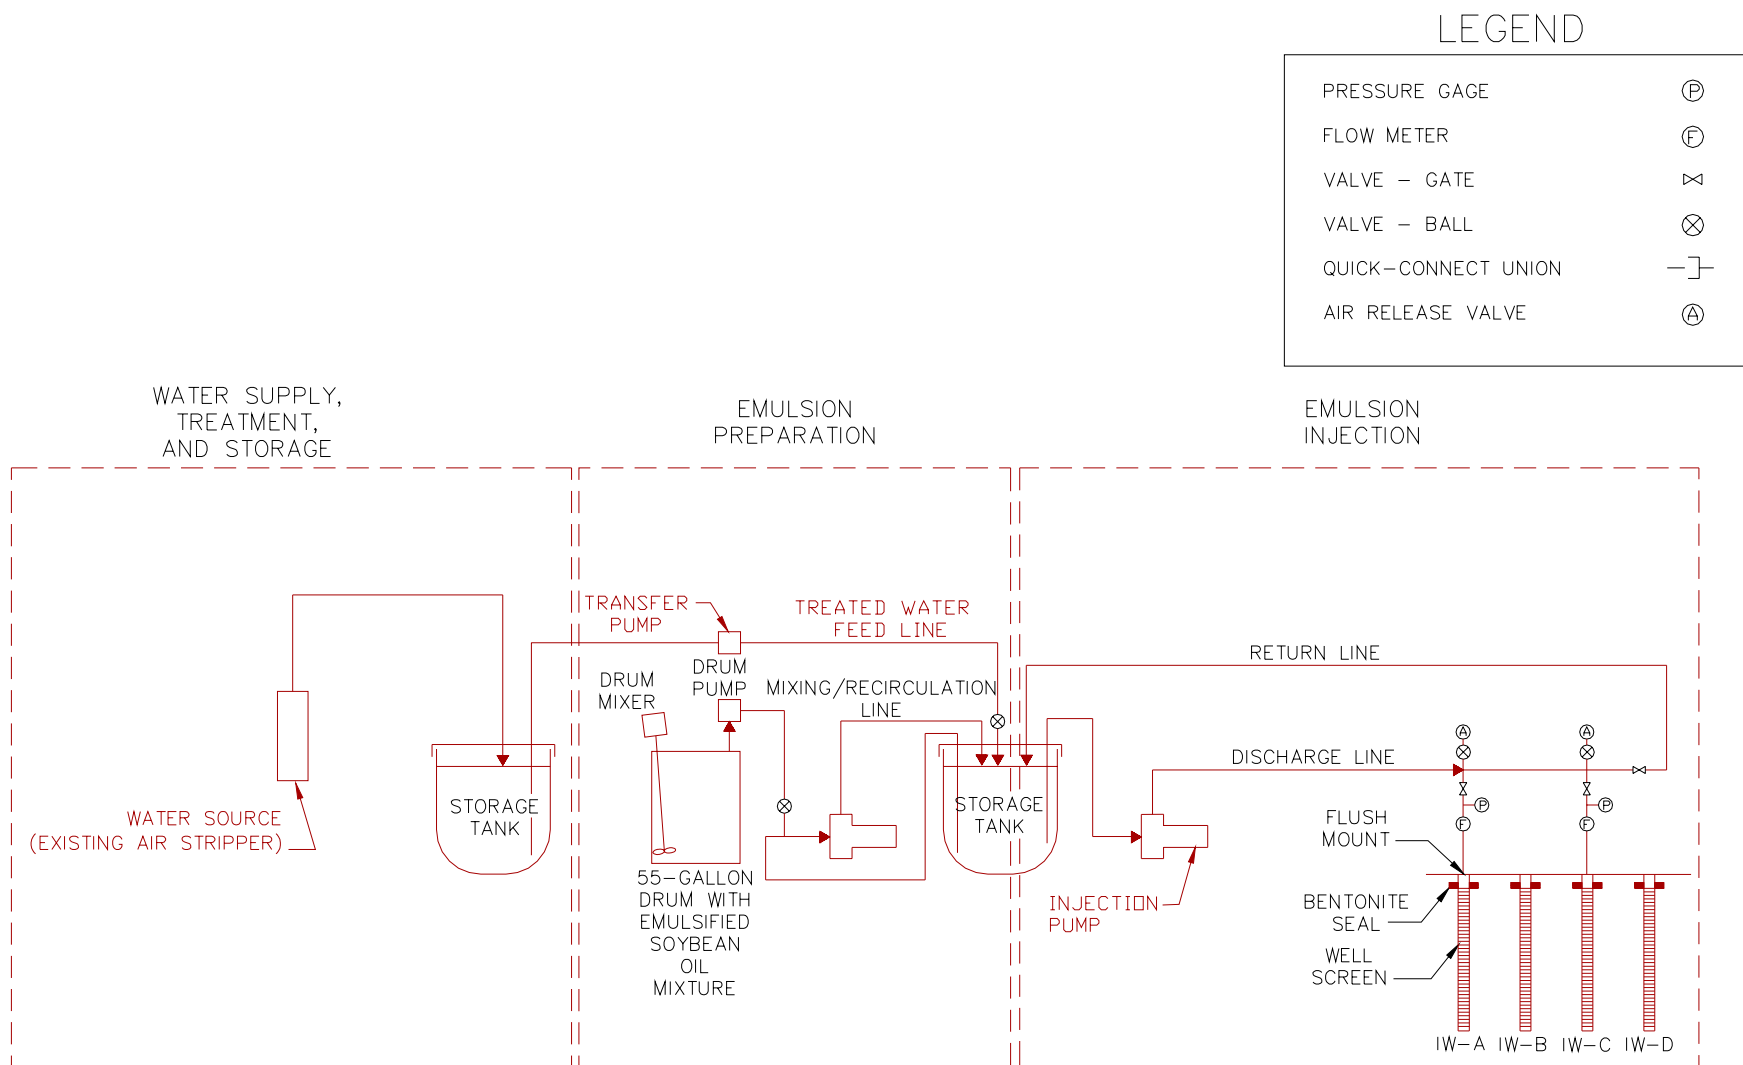 LEGEND
PRESSURE GAGE
P
FLOW METER
F
VALVE - GATE
VALVE - BALL
QUICK-CONNECT UNION
AIR RELEASE VALVE
A
WATER SUPPLY,
TREATMENT,
AND STORAGE
EMULSION
PREPARATION
EMULSION
INJECTION
TRANSFER
PUMP
TREATED WATER
FEED LINE
DRUM
MIXER
DRUM
PUMP
MIXING/RECIRCULATION
LINE
RETURN LINE
DISCHARGE LINE
A
A
P
P
F
F
STORAGE
TANK
STORAGE
TANK
WATER SOURCE
(EXISTING AIR STRIPPER)
55-GALLON
DRUM WITH
EMULSIFIED
SOYBEAN
OIL
MIXTURE
INJECTION
PUMP
FLUSH
MOUNT
BENTONITE
SEAL
WELL
SCREEN
IW-A
IW-B
IW-C
IW-D